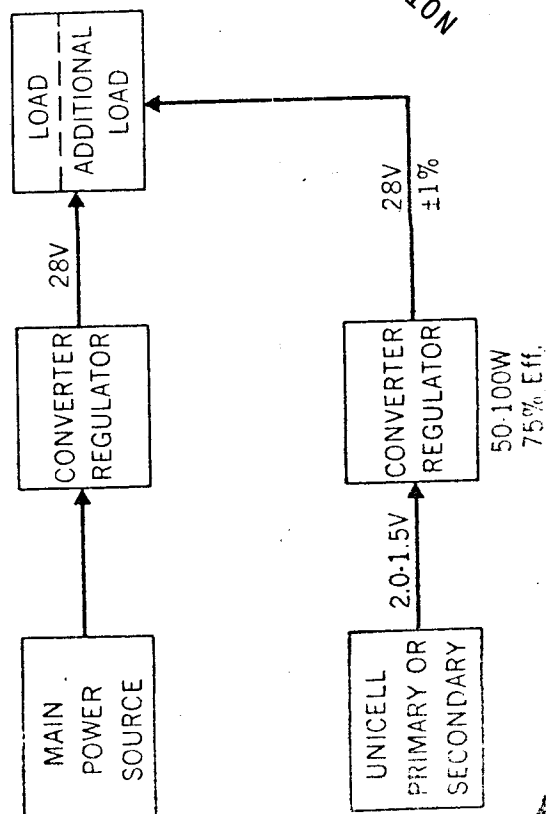 MAIN
POWER
SOURCE
CONVERTER
REGULATOR
28V
LOAD
ADDITIONAL
LOAD
UNICELL
PRIMARY OR
SECONDARY
2.0-1.5V
CONVERTER
REGULATOR
50-100W
75% Eff.
28V
±1%